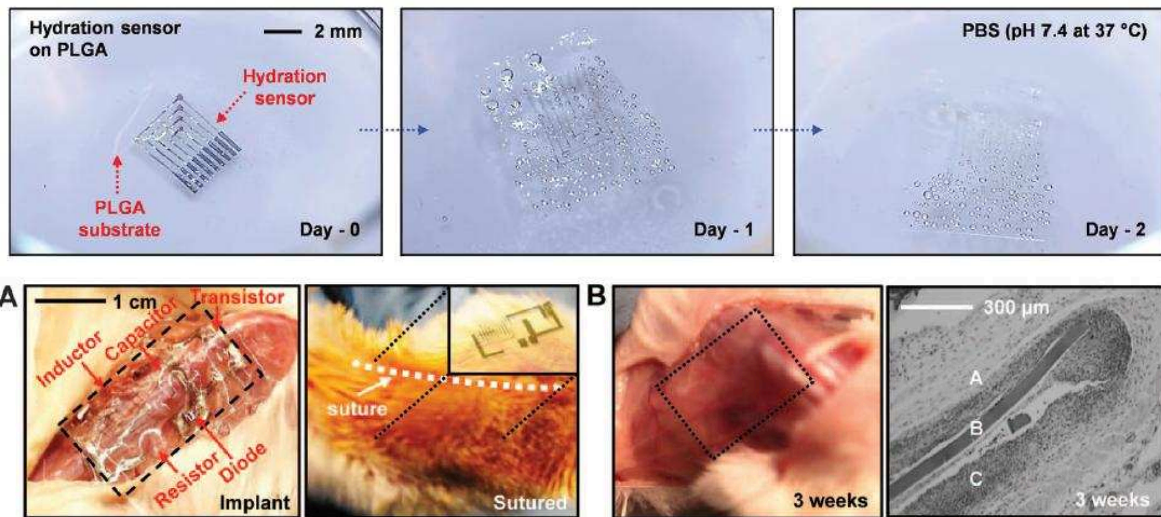 Hydration sensor
on PLGA
2 mm
Hydration
sensor
PLGA
substrate
Day - 0
Day - 1
PBS (pH 7.4 at 37 °C)
Day - 2
A
1 cm
Transistor
Capacitor
Inductor
Resistor
Diode
Implant
suture
Sutured
B
3 weeks
300 µm
A
B
C
3 weeks